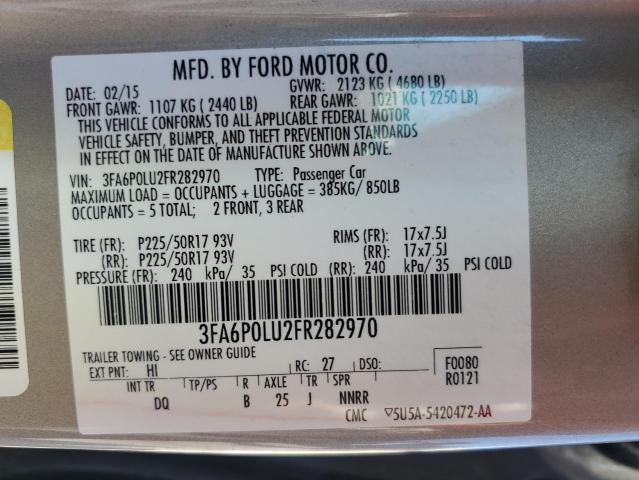 MFD. BY FORD MOTOR CO.
DATE: 02/15 GVWR: 2123 KG ( 4680 LB)
FRONT GAWR: 1107 KG ( 2440 LB) REAR GAWR: 1021 KG ( 2250 LB)
THIS VEHICLE CONFORMS TO ALL APPLICABLE FEDERAL MOTOR
VEHICLE SAFETY, BUMPER, AND THEFT PREVENTION STANDARDS
IN EFFECT ON THE DATE OF MANUFACTURE SHOWN ABOVE.
VIN: 3FA6P0LU2FR282970 TYPE: Passenger Car
MAXIMUM LOAD = OCCUPANTS + LUGGAGE = 385KG/ 850LB
OCCUPANTS = 5 TOTAL; 2 FRONT, 3 REAR
TIRE (FR): P225/50R17 93V RIMS (FR): 17x7.5J
(RR): P225/50R17 93V (RR): 17x7.5J
PRESSURE (FR): 240 kPa/ 35 PSI COLD (RR): 240 kPa/ 35 PSI COLD
3FA6P0LU2FR282970
TRAILER TOWING - SEE OWNER GUIDE
EXT PNT: HI RC: 27 DSO: F0080
R0121
INT TR TP/PS R AXLE TR SPR
DQ B 25 J NNRR
CMC ▽5U5A-5420472-AA